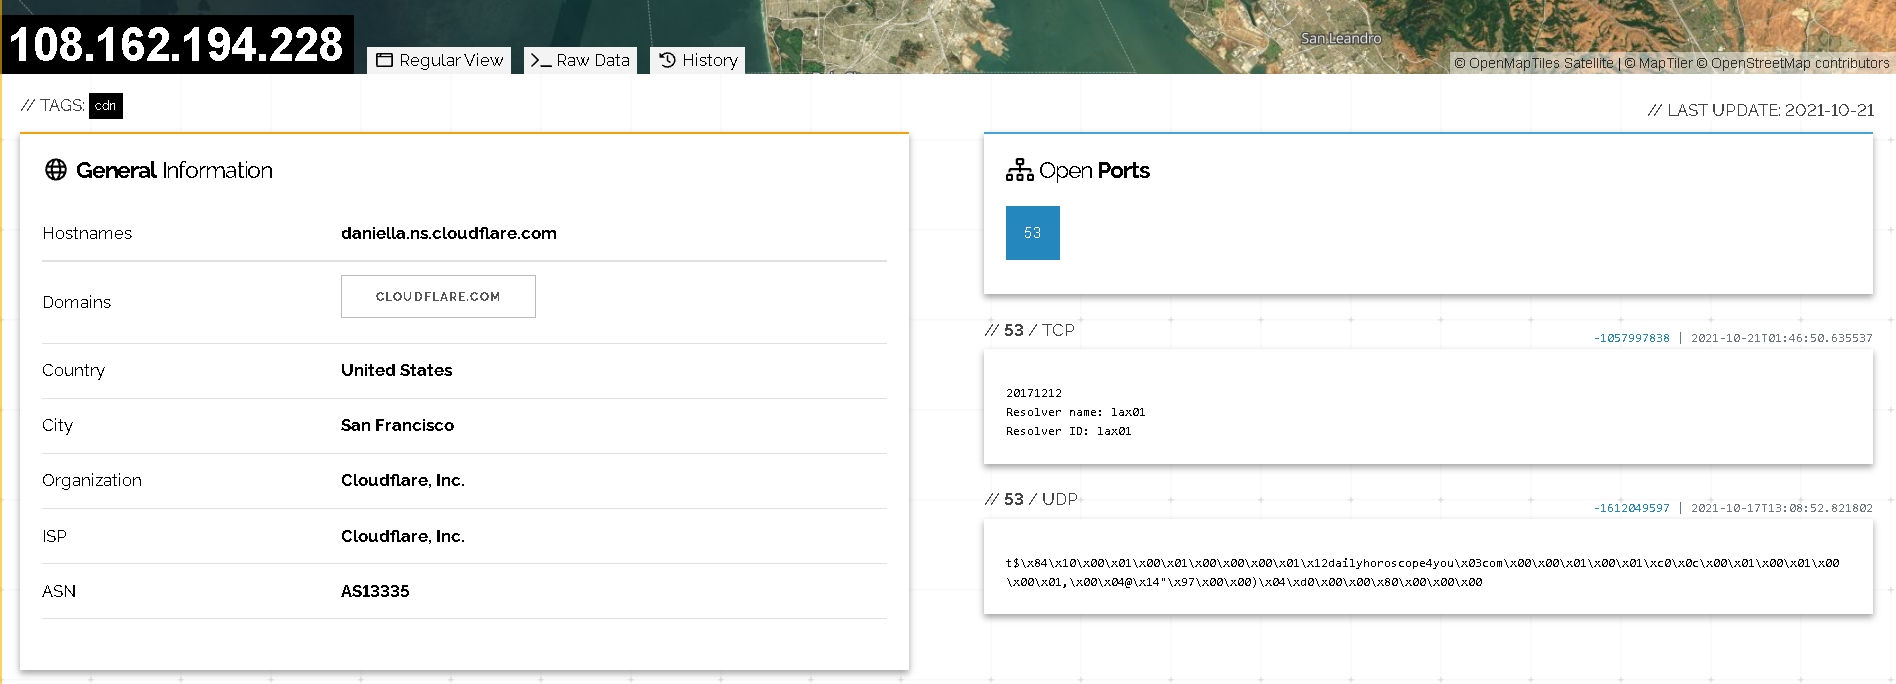 108.162.194.228
Regular View
Raw Data
History
San Leandro
© OpenMapTiles Satellite | © MapTiler © OpenStreetMap contributors
// TAGS: cdn
// LAST UPDATE: 2021-10-21
General Information
Hostnames
daniella.ns.cloudflare.com
Domains
CLOUDFLARE.COM
Country
United States
City
San Francisco
Organization
Cloudflare, Inc.
ISP
Cloudflare, Inc.
ASN
AS13335
Open Ports
53
// 53 / TCP
-1057997838 | 2021-10-21T01:46:50.635537
20171212
Resolver name: lax01
Resolver ID: lax01
// 53 / UDP
-1612049597 | 2021-10-17T13:08:52.821802
t$\x84\x10\x00\x01\x00\x01\x00\x00\x00\x01\x12dailyhoroscope4you\x03com\x00\x00\x01\x00\x01\xc0\x0c\x00\x01\x00\x01\x00
\x00\x01,\x00\x04@\x14"\x97\x00\x00)\x04\xd0\x00\x00\x80\x00\x00\x00